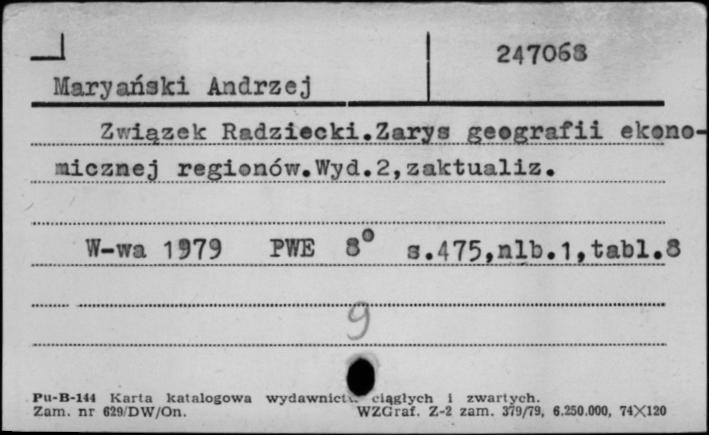 247068
Maryański Andrzej
Związek Radziecki.Zarys geografii ekono-
micznej regionów.Wyd.2,zaktualiz.
W-wa 1979 PWE 8° s.475,nlb.1,tabl.8
9
Pu-B-144 Karta katalogowa wydawnictw ciągłych i zwartych.
Zam. nr 629/DW/On. WZGraf. Z-2 zam. 379/79, 6.250.000, 74×120